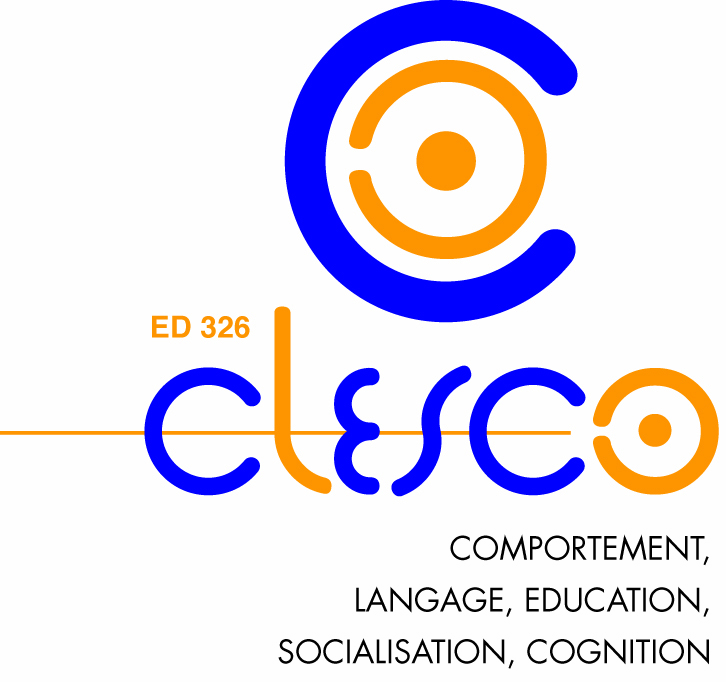 ED 326
CLESCO
COMPORTEMENT,
LANGAGE, EDUCATION,
SOCIALISATION, COGNITION